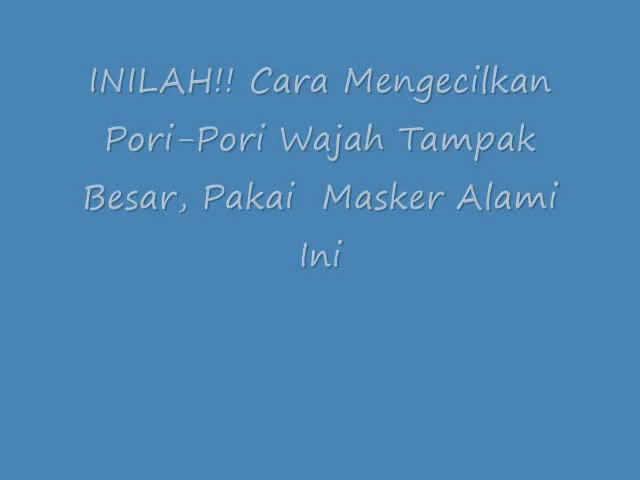 INILAH!! Cara Mengecilkan
Pori-Pori Wajah Tampak
Besar, Pakai  Masker Alami
Ini